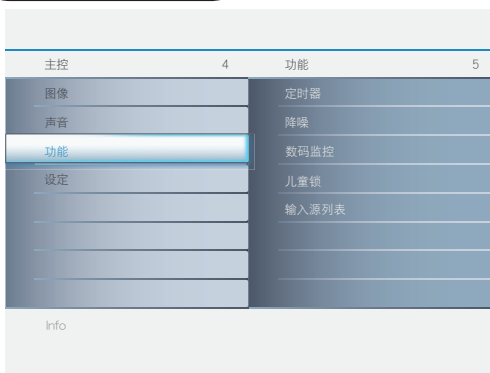 主控 4 功能 5
图像 定时器
声音 降噪
功能 数码监控
设定 儿童锁
输入源列表
Info